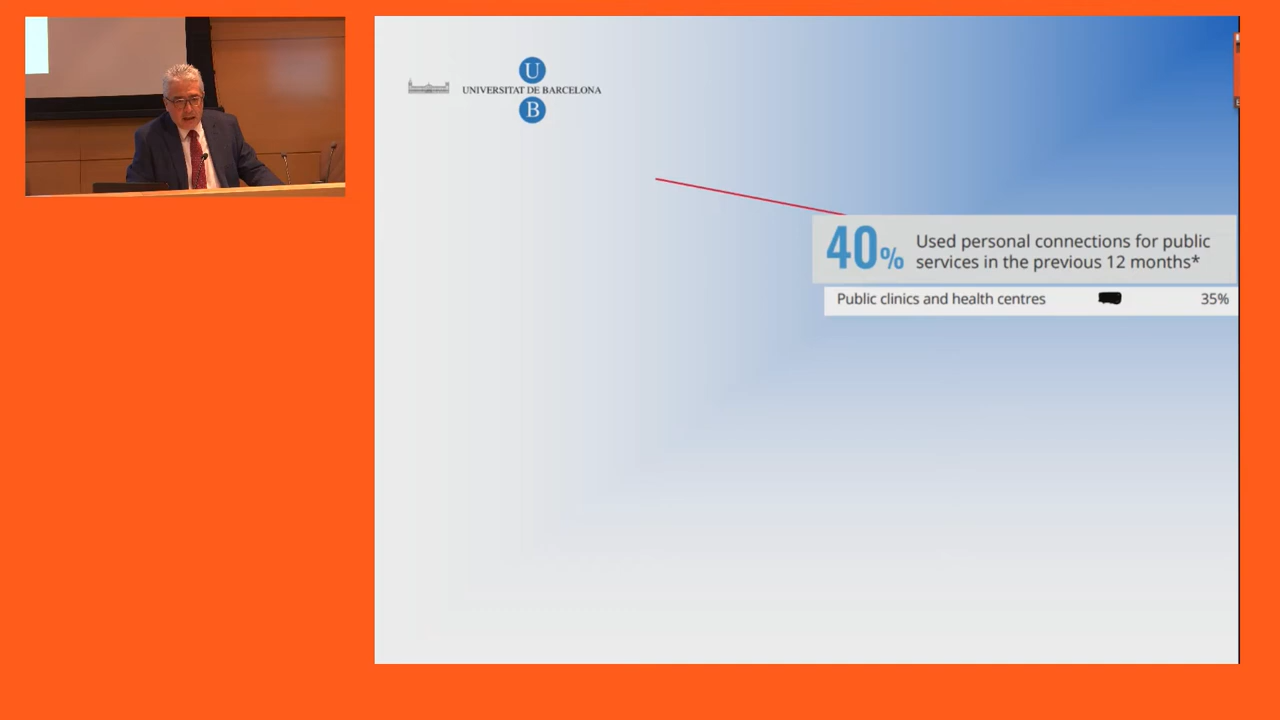 U
UNIVERSITAT DE BARCELONA
B
40% Used personal connections for public
services in the previous 12 months*
Public clinics and health centres 35%